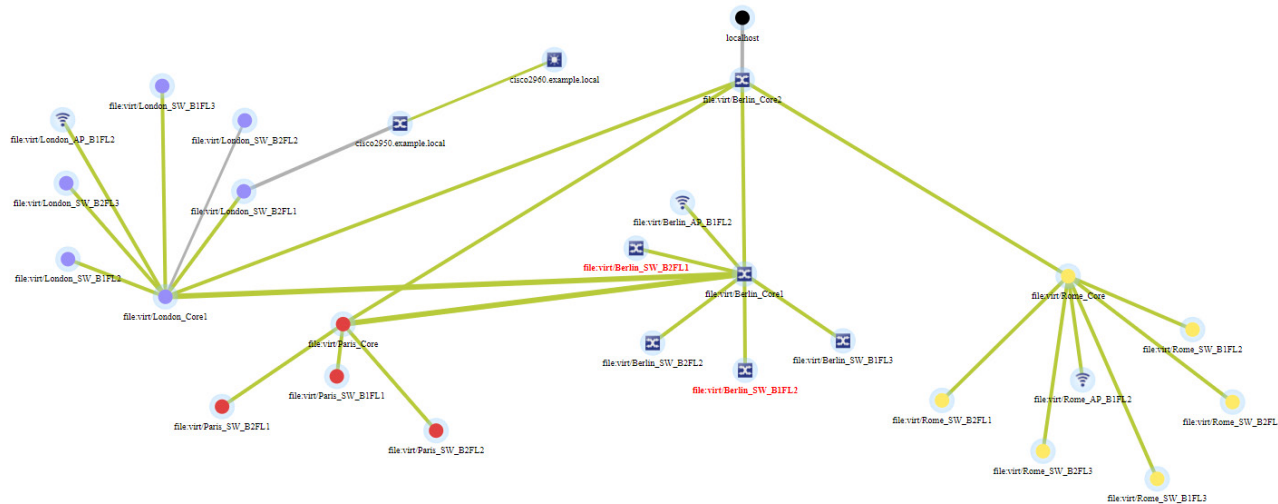 localhost
cisco2960.example.local
file:virt/London_SW_B1FL3
file:virt/Berlin_Core2
file:virt/London_AP_B1FL2
file:virt/London_SW_B2FL2
cisco2950.example.local
file:virt/London_SW_B2FL3
file:virt/London_SW_B2FL1
file:virt/Berlin_AP_B1FL2
file:virt/Berlin_SW_B2FL1
file:virt/London_SW_B1FL2
file:virt/Berlin_Core1
file:virt/Rome_Core
file:virt/London_Core1
file:virt/Paris_Core
file:virt/Rome_SW_B1FL2
file:virt/Berlin_SW_B2FL2
file:virt/Berlin_SW_B1FL3
file:virt/Berlin_SW_B1FL2
file:virt/Paris_SW_B1FL1
file:virt/Rome_AP_B1FL2
file:virt/Rome_SW_B2FL1
file:virt/Rome_SW_B2FL
file:virt/Paris_SW_B2FL1
file:virt/Paris_SW_B2FL2
file:virt/Rome_SW_B2FL3
file:virt/Rome_SW_B1FL3